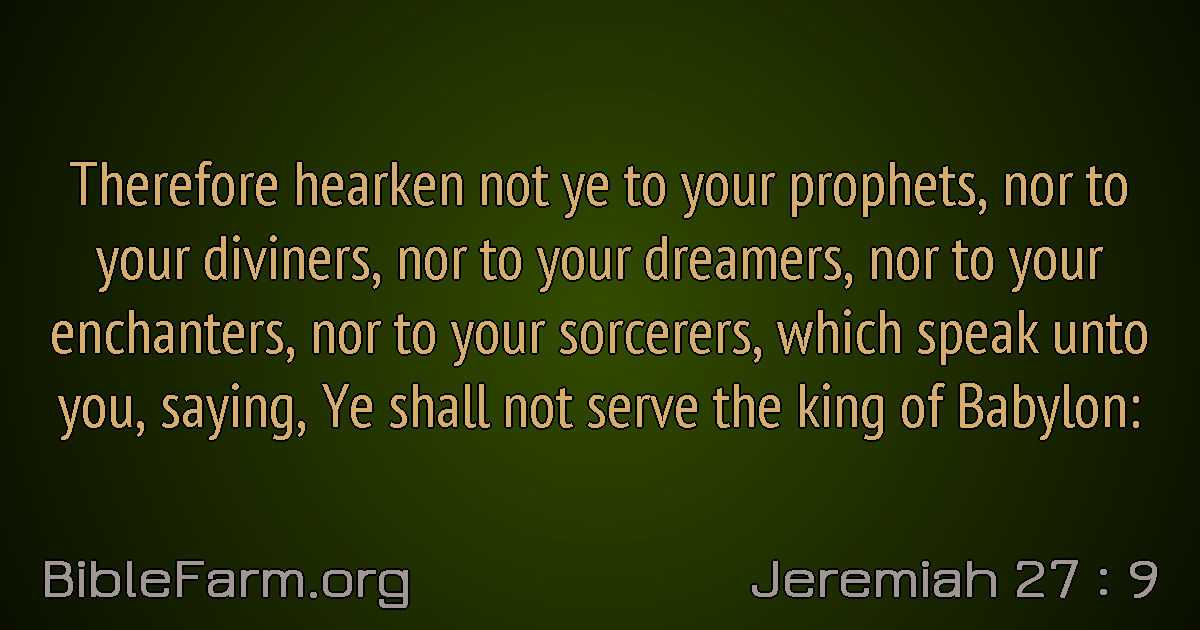 Therefore hearken not ye to your prophets, nor to
your diviners, nor to your dreamers, nor to your
enchanters, nor to your sorcerers, which speak unto
you, saying, Ye shall not serve the king of Babylon:
BibleFarm.org
Jeremiah 27 : 9